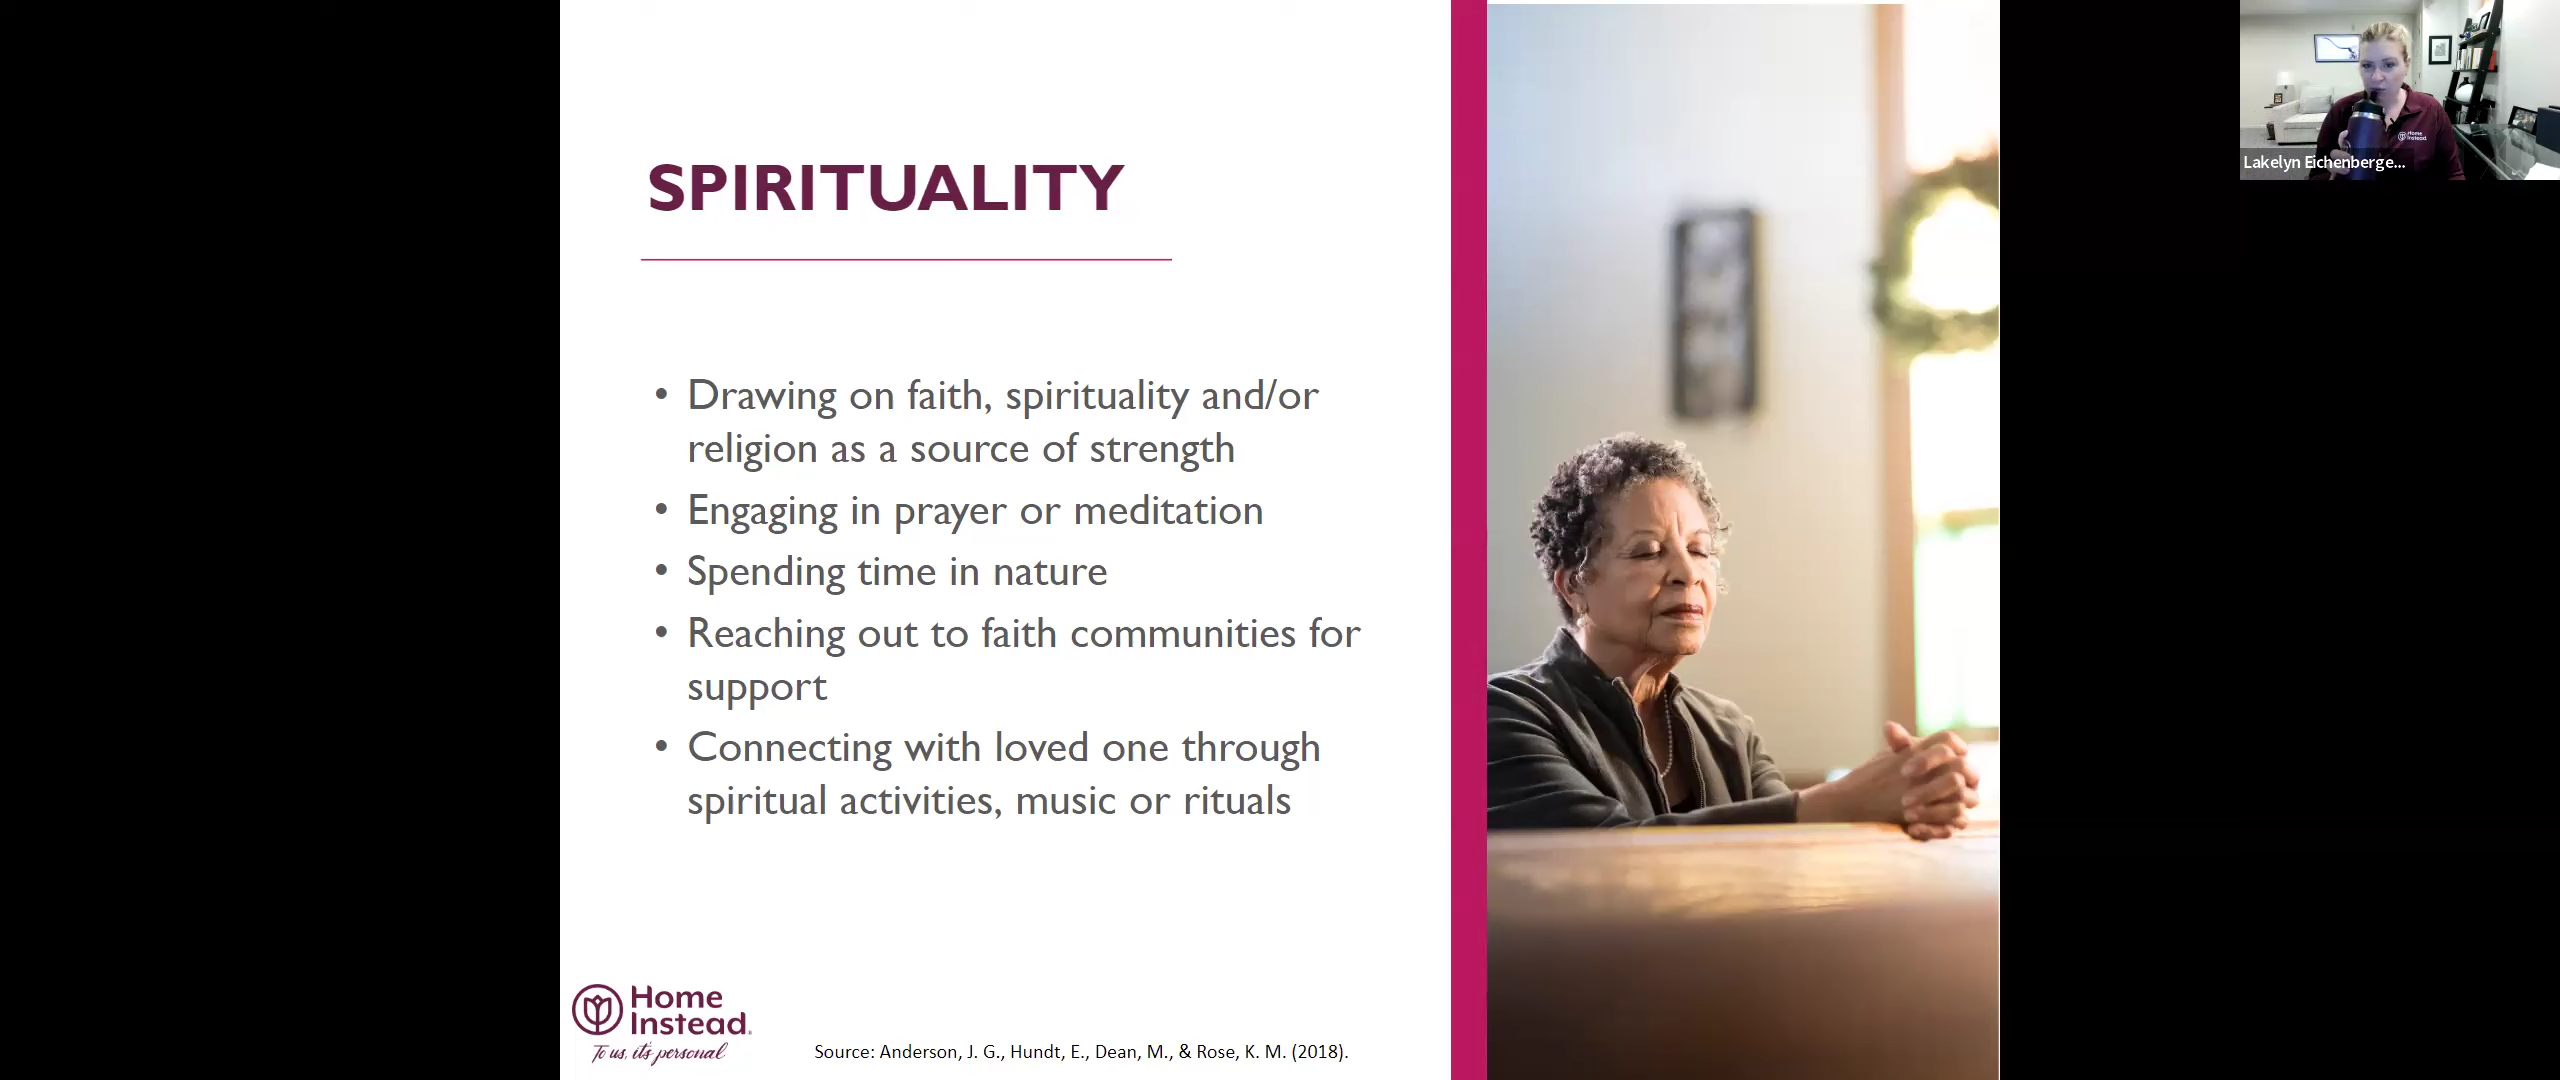 SPIRITUALITY
• Drawing on faith, spirituality and/or
religion as a source of strength
• Engaging in prayer or meditation
• Spending time in nature
• Reaching out to faith communities for
support
• Connecting with loved one through
spiritual activities, music or rituals
Home
Instead
To us, it's personal
Source: Anderson, J. G., Hundt, E., Dean, M., & Rose, K. M. (2018).
Home
Instead
Lakelyn Eichenberge...